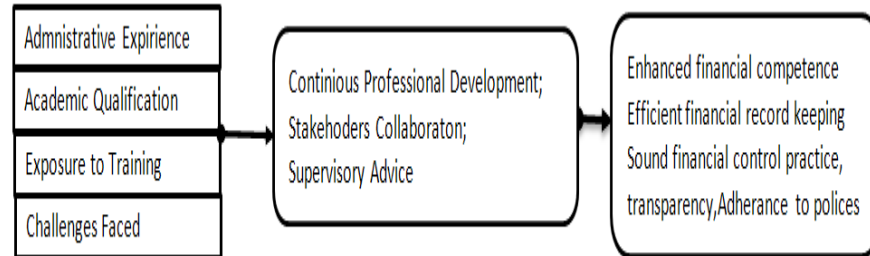 Admnistrative Expirience
Academic Qualification
Exposure to Training
Challenges Faced
Continious Professional Development;
Stakehoders Collaboraton;
Supervisory Advice
Enhanced financial competence
Efficient financial record keeping
Sound financial control practice,
transparency,Adherance to polices